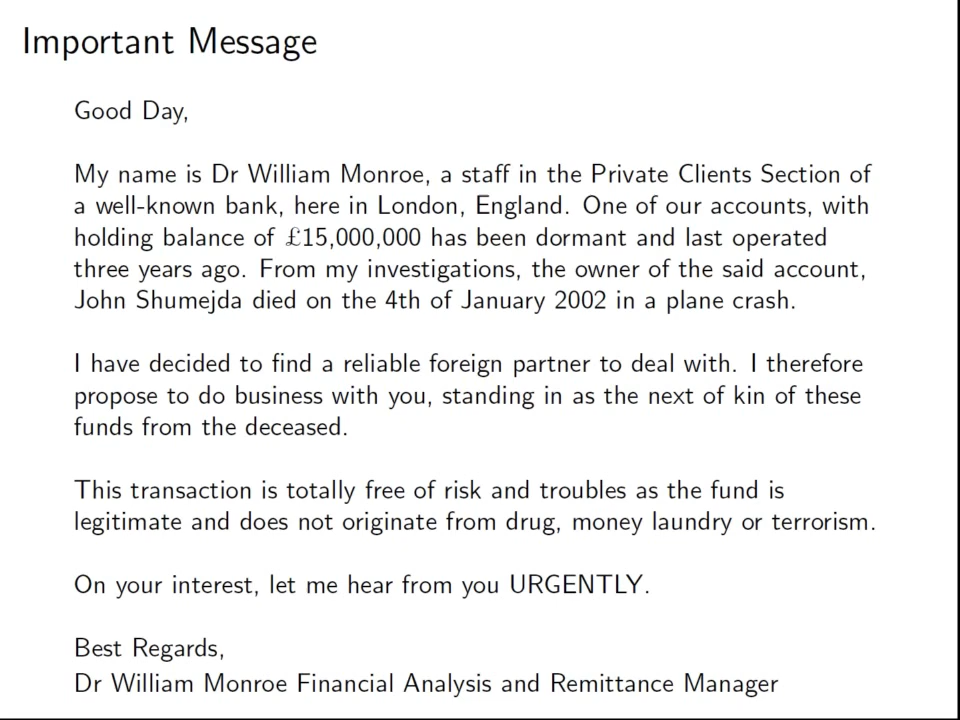 Important Message
Good Day,
My name is Dr William Monroe, a staff in the Private Clients Section of
a well-known bank, here in London, England. One of our accounts, with
holding balance of £15,000,000 has been dormant and last operated
three years ago. From my investigations, the owner of the said account,
John Shumejda died on the 4th of January 2002 in a plane crash.
I have decided to find a reliable foreign partner to deal with. I therefore
propose to do business with you, standing in as the next of kin of these
funds from the deceased.
This transaction is totally free of risk and troubles as the fund is
legitimate and does not originate from drug, money laundry or terrorism.
On your interest, let me hear from you URGENTLY.
Best Regards,
Dr William Monroe Financial Analysis and Remittance Manager